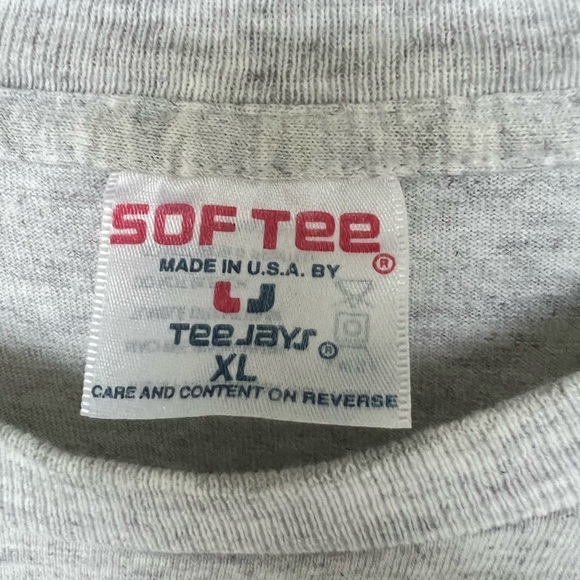 SOF TEE ®
MADE IN U.S.A. BY
TEE JAYS ®
XL
CARE AND CONTENT ON REVERSE